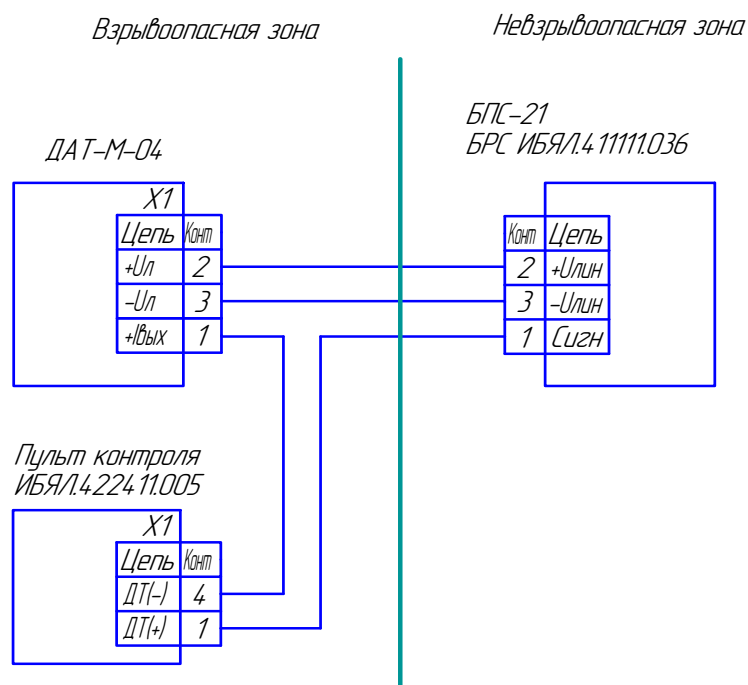 Взрывоопасная зона
Невзрывоопасная зона
ДАТ-М-04
X1
Цепь Конт
+Uл 2
-Uл 3
+Iвых 1
БПС-21
БРС ИБЯЛ.411111.036
Конт Цепь
2 +Uлин
3 -Uлин
1 Сигн
Пульт контроля
ИБЯЛ.422411.005
X1
Цепь Конт
ДТ(-) 4
ДТ(+) 1